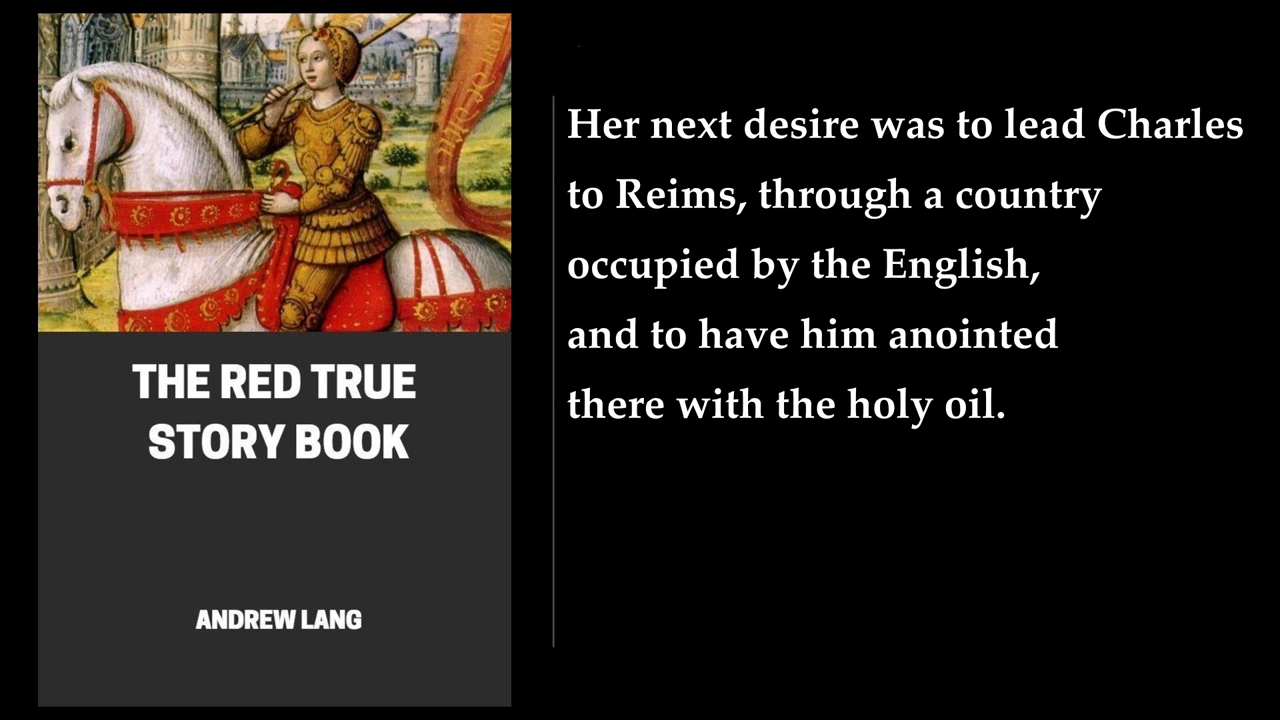 THE RED TRUE
STORY BOOK
ANDREW LANG
Her next desire was to lead Charles
to Reims, through a country
occupied by the English,
and to have him anointed
there with the holy oil.